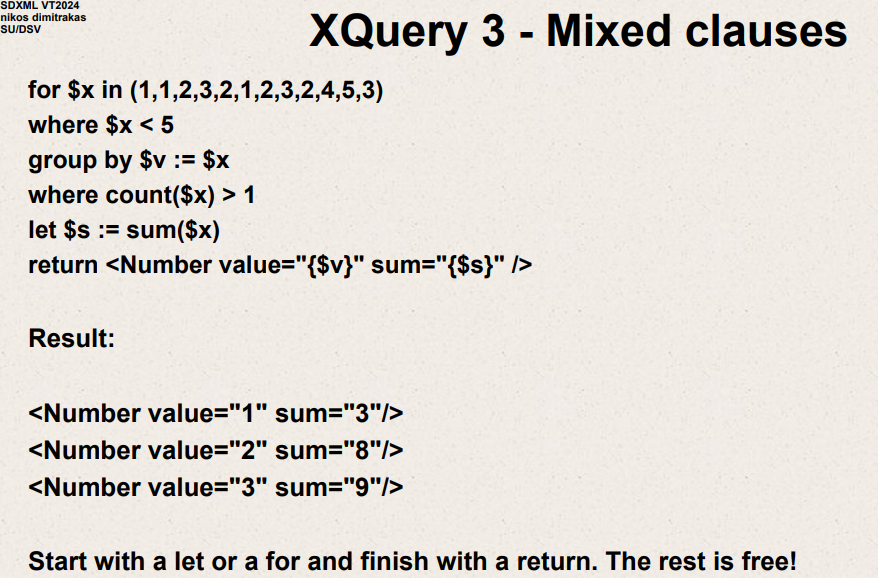 SDXML VT2024
nikos dimitrakas
SU/DSV
XQuery 3 - Mixed clauses
for $x in (1,1,2,3,2,1,2,3,2,4,5,3)
where $x < 5
group by $v := $x
where count($x) > 1
let $s := sum($x)
return <Number value="{$v}" sum="{$s}" />
Result:
<Number value="1" sum="3"/>
<Number value="2" sum="8"/>
<Number value="3" sum="9"/>
Start with a let or a for and finish with a return. The rest is free!